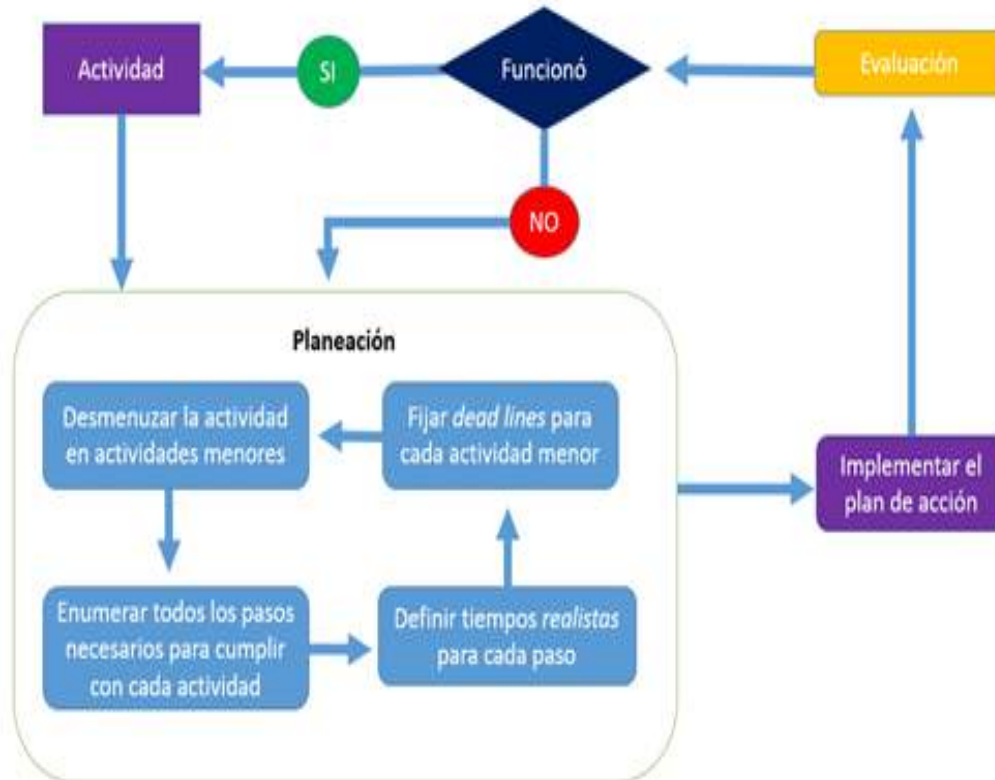 Actividad
SI
Funcionó
Evaluación
NO
Planeación
Desmenuzar la actividad
en actividades menores
Fijar dead lines para
cada actividad menor
Implementar el
plan de acción
Enumerar todos los pasos
necesarios para cumplir
con cada actividad
Definir tiempos realistas
para cada paso